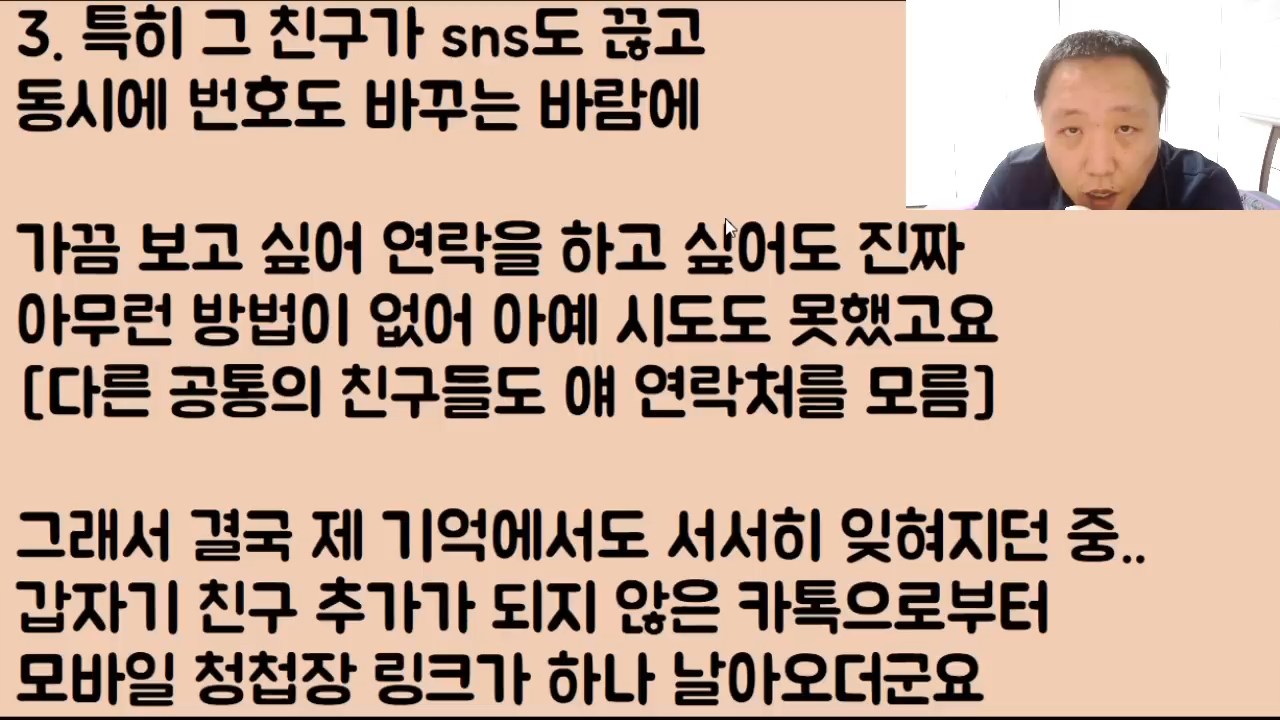 3. 특히 그 친구가 sns도 끊고
동시에 번호도 바꾸는 바람에
가끔 보고 싶어 연락을 하고 싶어도 진짜
아무런 방법이 없어 아예 시도도 못했고요
[다른 공통의 친구들도 얘 연락처를 모름]
그래서 결국 제 기억에서도 서서히 잊혀지던 중..
갑자기 친구 추가가 되지 않은 카톡으로부터
모바일 청첩장 링크가 하나 날아오더군요